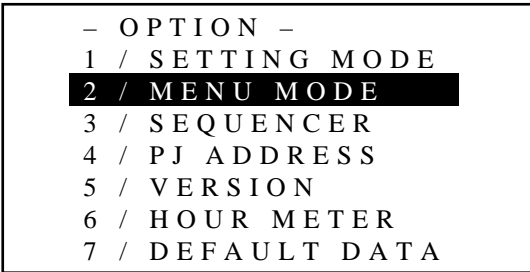 – OPTION –
1 / SETTING MODE
2 / MENU MODE
3 / SEQUENCER
4 / PJ ADDRESS
5 / VERSION
6 / HOUR METER
7 / DEFAULT DATA